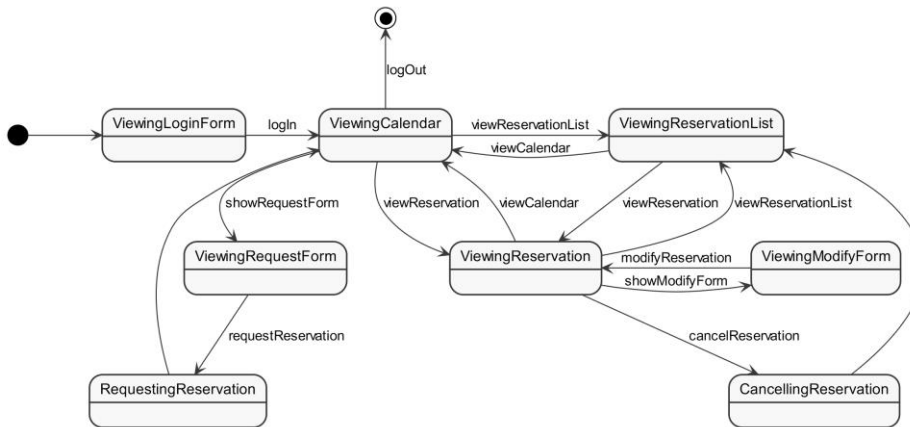 logOut
ViewingLoginForm
logIn
ViewingCalendar
viewReservationList
ViewingReservationList
viewCalendar
showRequestForm
viewReservation
viewCalendar
viewReservation
viewReservationList
ViewingRequestForm
ViewingReservation
modifyReservation
ViewingModifyForm
showModifyForm
requestReservation
cancelReservation
RequestingReservation
CancellingReservation